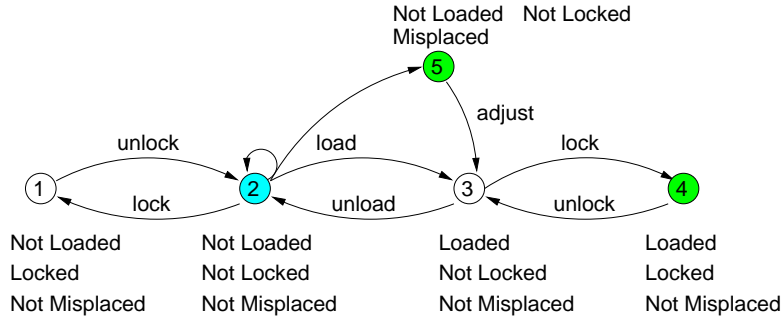 Not Loaded Not Locked
Misplaced
5
adjust
unlock load lock
1 2 3 4
lock unload unlock
Not Loaded Not Loaded Loaded Loaded
Locked Not Locked Not Locked Locked
Not Misplaced Not Misplaced Not Misplaced Not Misplaced